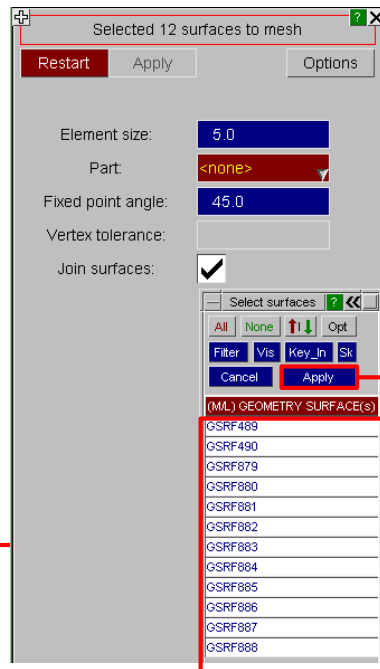 Selected 12 surfaces to mesh ? X
Restart Apply Options
Element size: 5.0
Part: <none>
Fixed point angle: 45.0
Vertex tolerance:
Join surfaces:
Select surfaces ?
All None Opt
Filter Vis Key_In Sk
Cancel Apply
(M/L) GEOMETRY SURFACE(s)
GSRF489
GSRF490
GSRF879
GSRF880
GSRF881
GSRF882
GSRF883
GSRF884
GSRF885
GSRF886
GSRF887
GSRF888